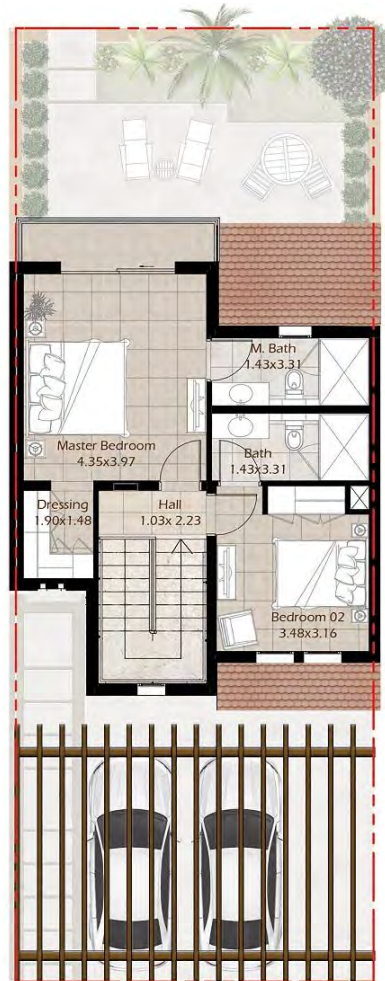 M. Bath
1.43x3.31
Master Bedroom
4.35x3.97
Bath
1.43x3.31
Dressing
1.90x1.48
Hall
1.03x 2.23
Bedroom 02
3.48x3.16